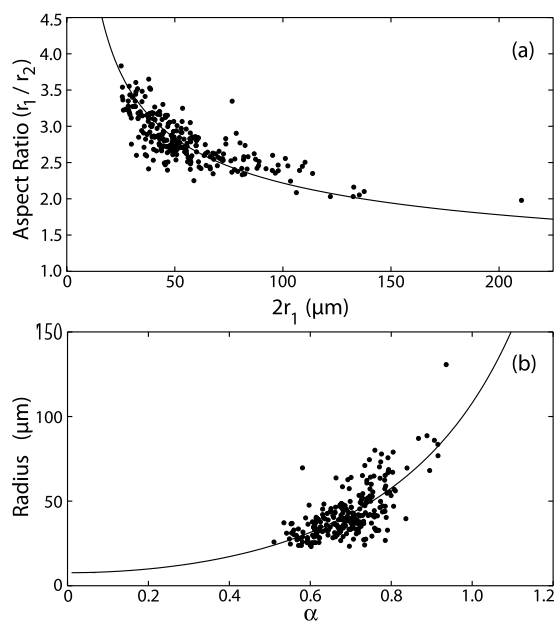 4.5
4.0
3.5
3.0
2.5
2.0
1.5
1.0
Aspect Ratio (r1 / r2)
(a)
0 50 100 150 200
2r1 (μm)
150
100
50
0
Radius (μm)
(b)
0 0.2 0.4 0.6 0.8 1.0 1.2
α